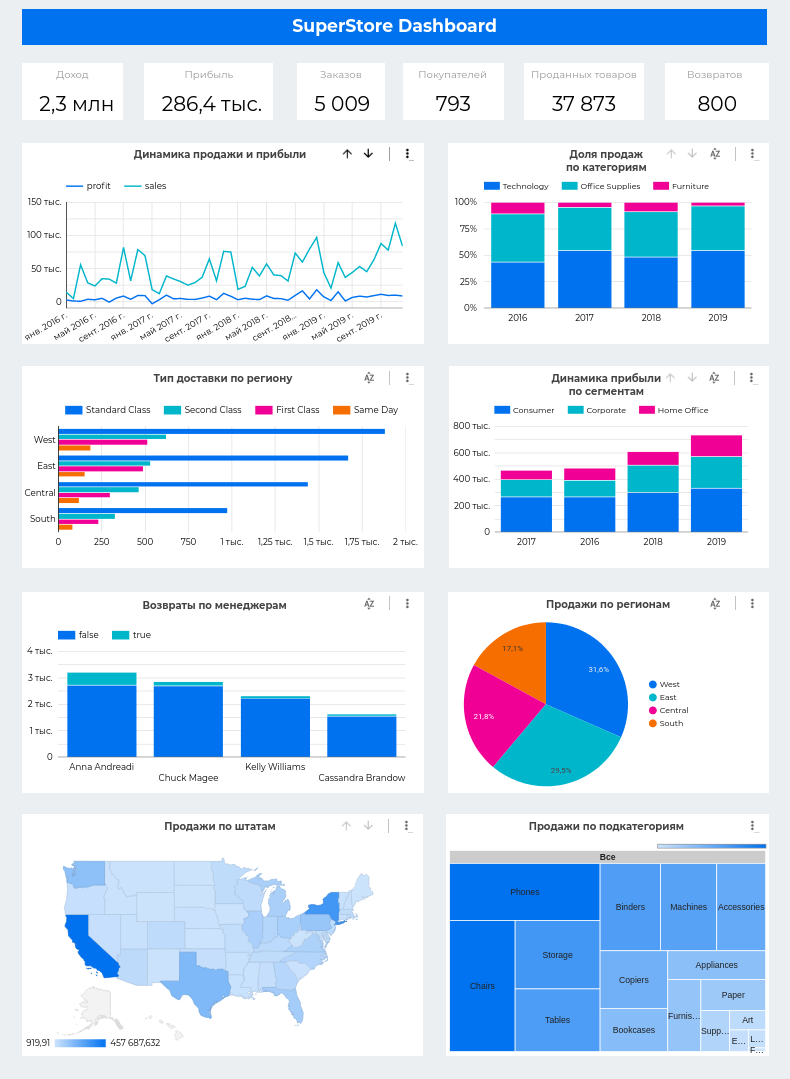 SuperStore Dashboard
Доход
Прибыль
Заказов
Покупателей
Проданных товаров
Возвратов
2,3 млн
286,4 тыс.
5 009
793
37 873
800
Динамика продажи и прибыли
profit
sales
150 тыс.
100 тыс.
50 тыс.
0
янв. 2016 г.
май 2016 г.
сент. 2016 г.
янв. 2017 г.
май 2017 г.
сент. 2017 г.
янв. 2018 г.
май 2018 г.
сент. 2018...
янв. 2019 г.
май 2019 г.
сент. 2019 г.
Доля продаж
по категориям
AZ
Technology
Office Supplies
Furniture
100%
75%
50%
25%
0%
2016
2017
2018
2019
Тип доставки по региону
AZ
Standard Class
Second Class
First Class
Same Day
West
East
Central
South
0
250
500
750
1 тыс.
1,25 тыс.
1,5 тыс.
1,75 тыс.
2 тыс.
Динамика прибыли
по сегментам
AZ
Consumer
Corporate
Home Office
800 тыс.
600 тыс.
400 тыс.
200 тыс.
0
2017
2016
2018
2019
Возвраты по менеджерам
AZ
false
true
4 тыс.
3 тыс.
2 тыс.
1 тыс.
0
Anna Andreadi
Chuck Magee
Kelly Williams
Cassandra Brandow
Продажи по регионам
AZ
17,1%
31,6%
21,8%
29,5%
West
East
Central
South
Продажи по штатам
919,91
457 687,632
Продажи по подкатегориям
Все
Phones
Chairs
Storage
Tables
Binders
Machines
Accessories
Copiers
Bookcases
Appliances
Furnis...
Paper
Supp...
Art
E...
L...
F...